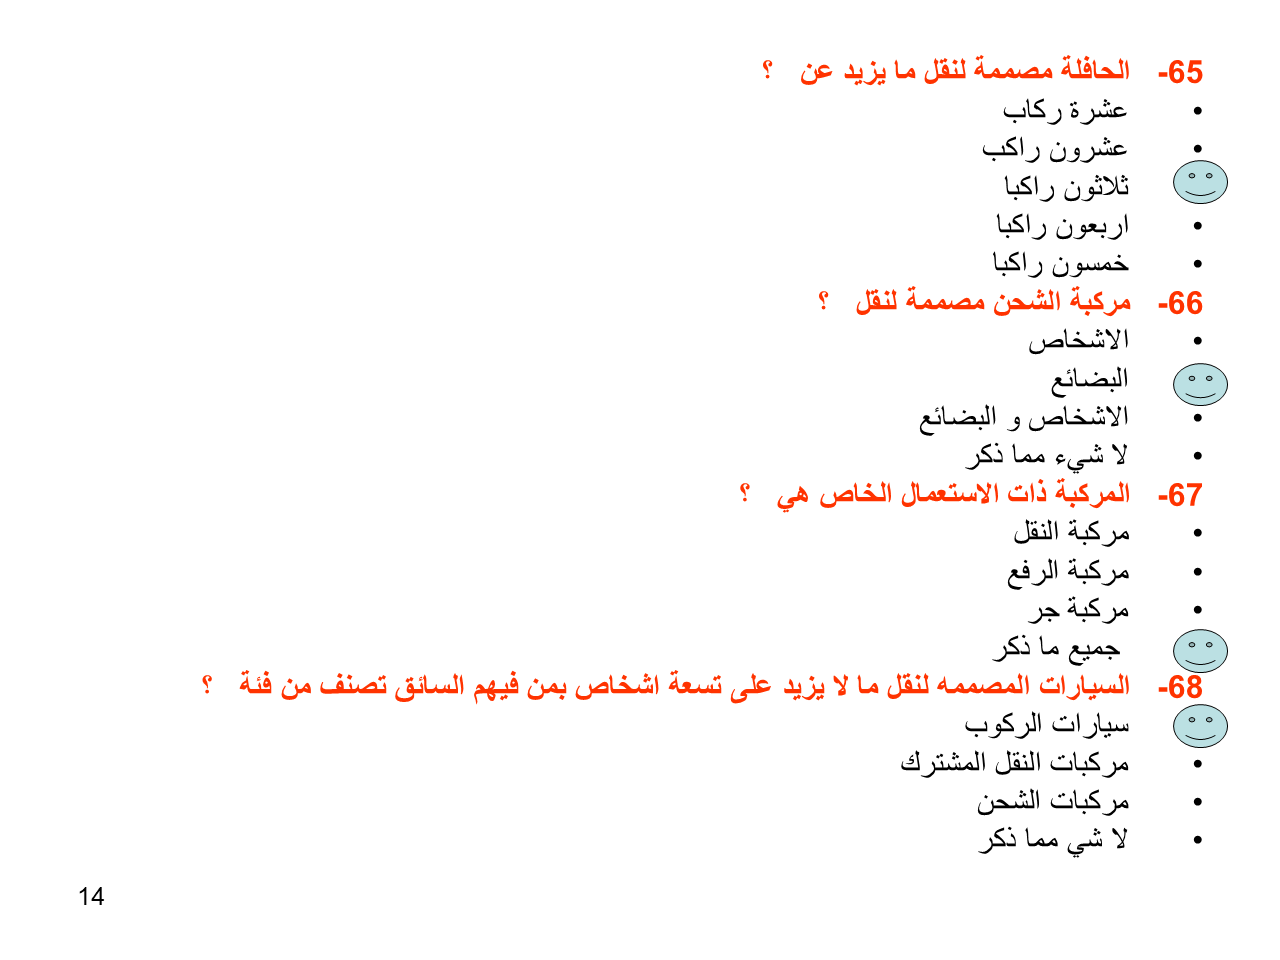 65- الحافلة مصممة لنقل ما يزيد عن ؟
• عشرة ركاب
• عشرون راكب
ثلاثون راكبا
• اربعون راكبا
• خمسون راكبا
66- مركبة الشحن مصممة لنقل ؟
• الاشخاص
البضائع
• الاشخاص و البضائع
• لا شيء مما ذكر
67- المركبة ذات الاستعمال الخاص هي ؟
• مركبة النقل
• مركبة الرفع
• مركبة جر
جميع ما ذكر
68- السيارات المصممه لنقل ما لا يزيد على تسعة اشخاص بمن فيهم السائق تصنف من فئة ؟
سيارات الركوب
• مركبات النقل المشترك
• مركبات الشحن
• لا شي مما ذكر
14